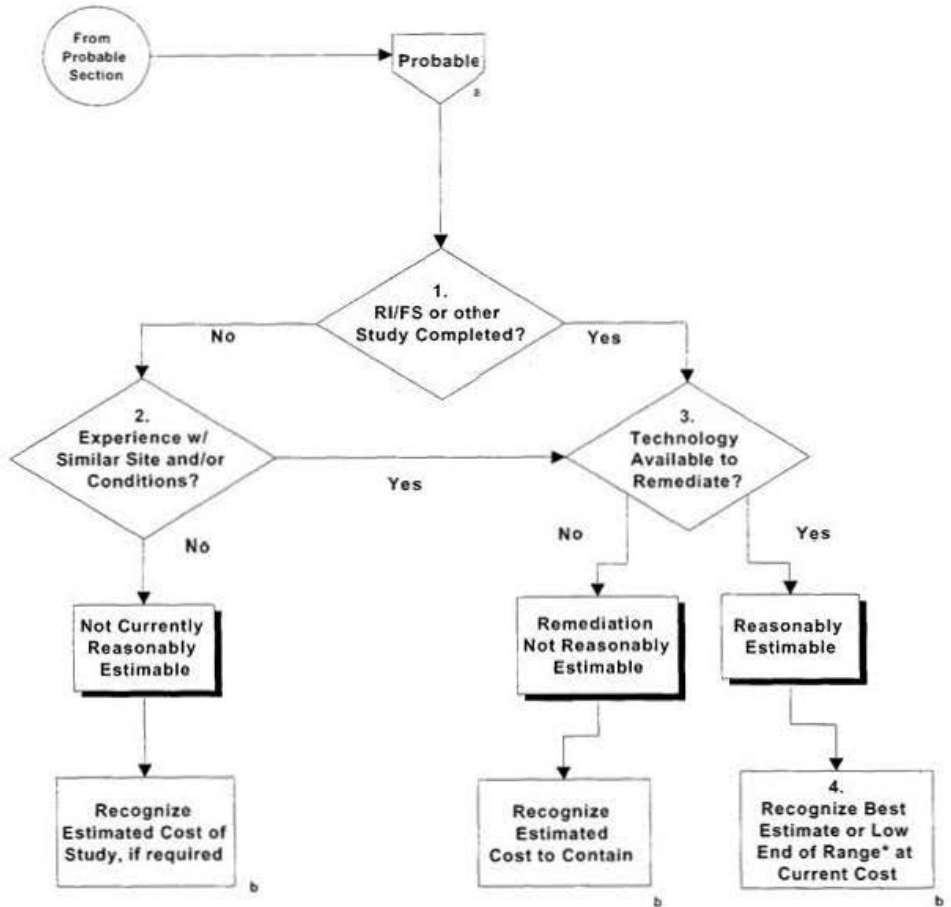 From
Probable
Section
Probable
a
1.
RI/FS or other
Study Completed?
No
Yes
2.
Experience w/
Similar Site and/or
Conditions?
Yes
3.
Technology
Available to
Remediate?
No
No
Yes
Not Currently
Reasonably
Estimable
Remediation
Not Reasonably
Estimable
Reasonably
Estimable
Recognize
Estimated Cost of
Study, if required
b
Recognize
Estimated
Cost to Contain
b
4.
Recognize Best
Estimate or Low
End of Range* at
Current Cost
b